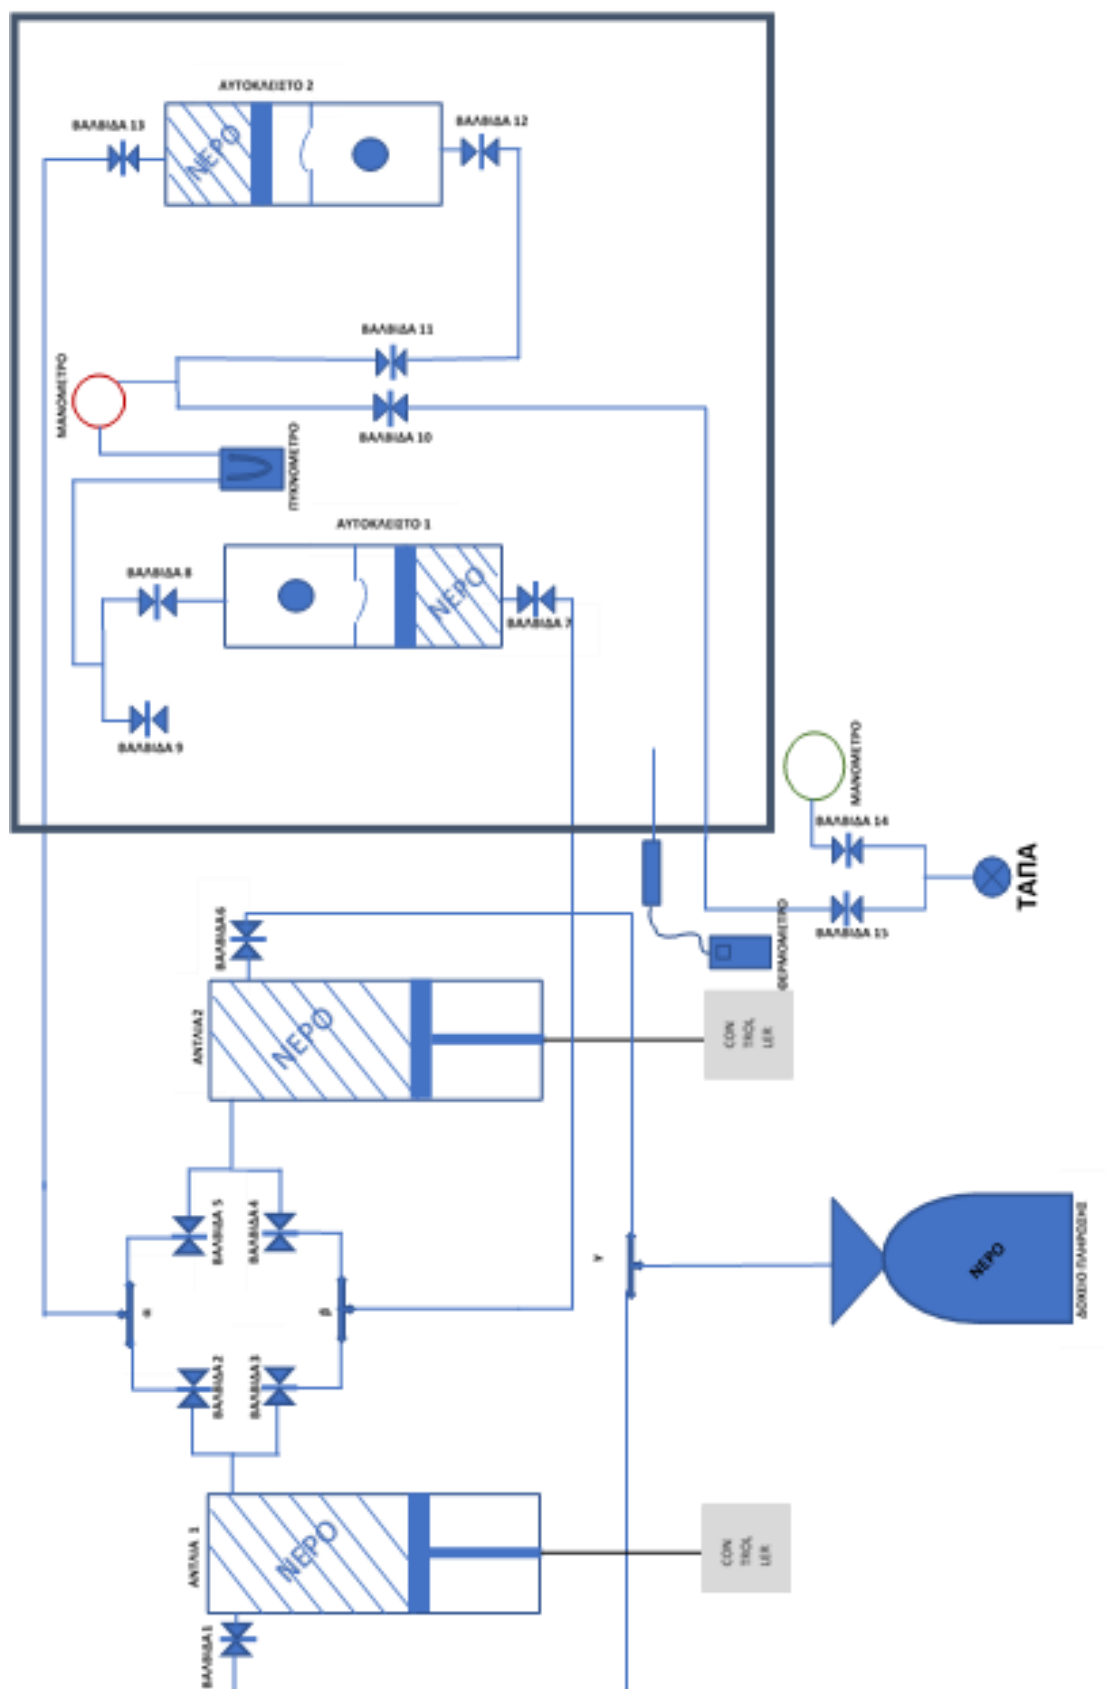 ΑΥΤΟΚΛΕΙΣΤΟ 2
ΒΑΛΒΙΔΑ 13
ΒΑΛΒΙΔΑ 12
ΝΕΡΟ
ΒΑΛΒΙΔΑ 11
ΜΑΝΟΜΕΤΡΟ
ΒΑΛΒΙΔΑ 10
ΠΥΚΝΟΜΕΤΡΟ
ΑΥΤΟΚΛΕΙΣΤΟ 1
ΒΑΛΒΙΔΑ 8
ΝΕΡΟ
ΒΑΛΒΙΔΑ 7
ΒΑΛΒΙΔΑ 9
ΜΑΝΟΜΕΤΡΟ
ΒΑΛΒΙΔΑ 14
ΤΑΠΑ
ΒΑΛΒΙΔΑ 15
ΘΕΡΜΟΜΕΤΡΟ
ΒΑΛΒΙΔΑ 6
ΑΝΤΛΙΑ 2
ΝΕΡΟ
CON
TROL
LER
ΒΑΛΒΙΔΑ 5
ΒΑΛΒΙΔΑ 4
α
β
γ
ΝΕΡΟ
ΔΟΧΕΙΟ ΠΛΗΡΩΣΗΣ
ΒΑΛΒΙΔΑ 2
ΒΑΛΒΙΔΑ 3
ΑΝΤΛΙΑ 1
ΝΕΡΟ
CON
TROL
LER
ΒΑΛΒΙΔΑ 1